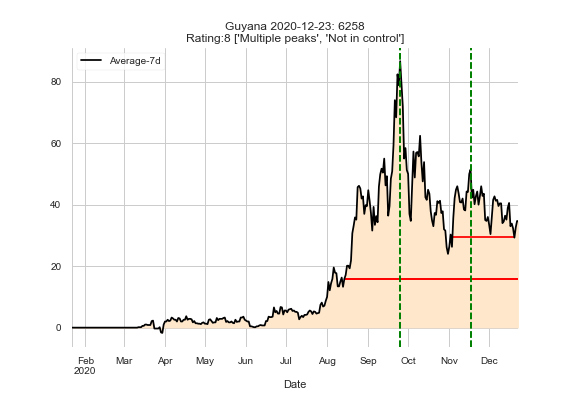 Guyana 2020-12-23: 6258
Rating:8 ['Multiple peaks', 'Not in control']
Average-7d
80
60
40
20
0
Feb Mar Apr May Jun Jul Aug Sep Oct Nov Dec
2020
Date